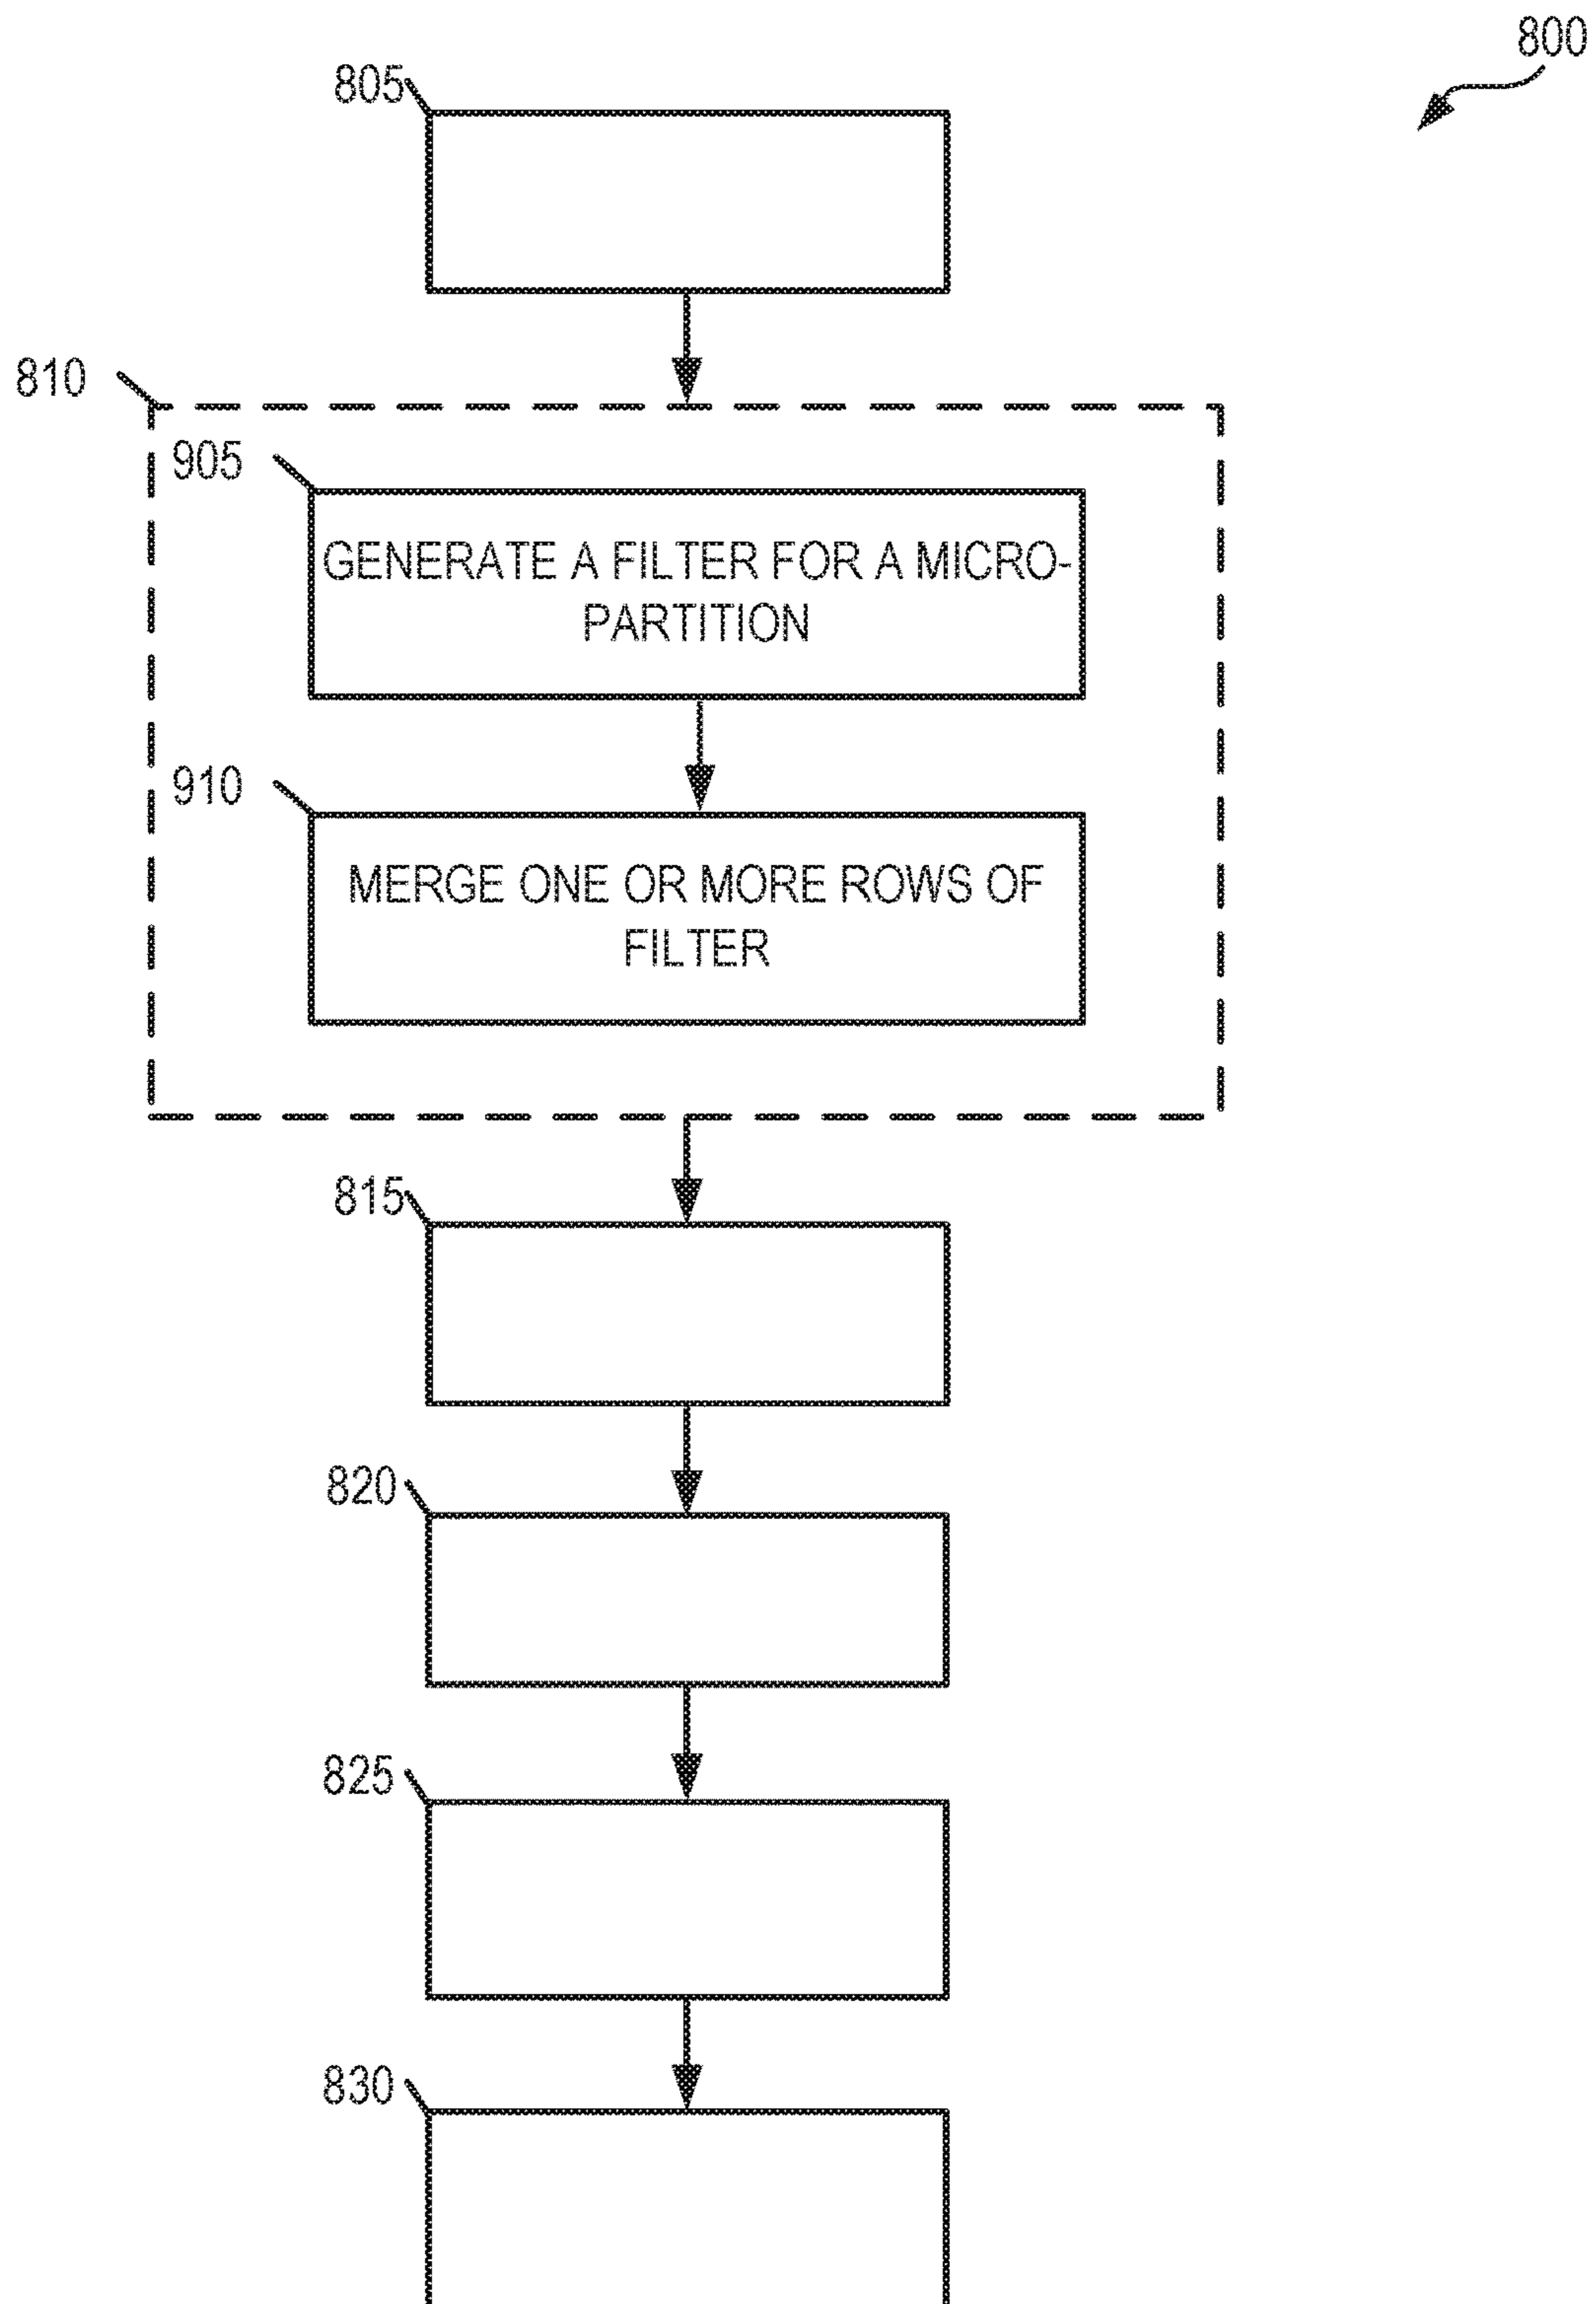 800
805
810
905
GENERATE A FILTER FOR A MICRO-
PARTITION
910
MERGE ONE OR MORE ROWS OF
FILTER
815
820
825
830